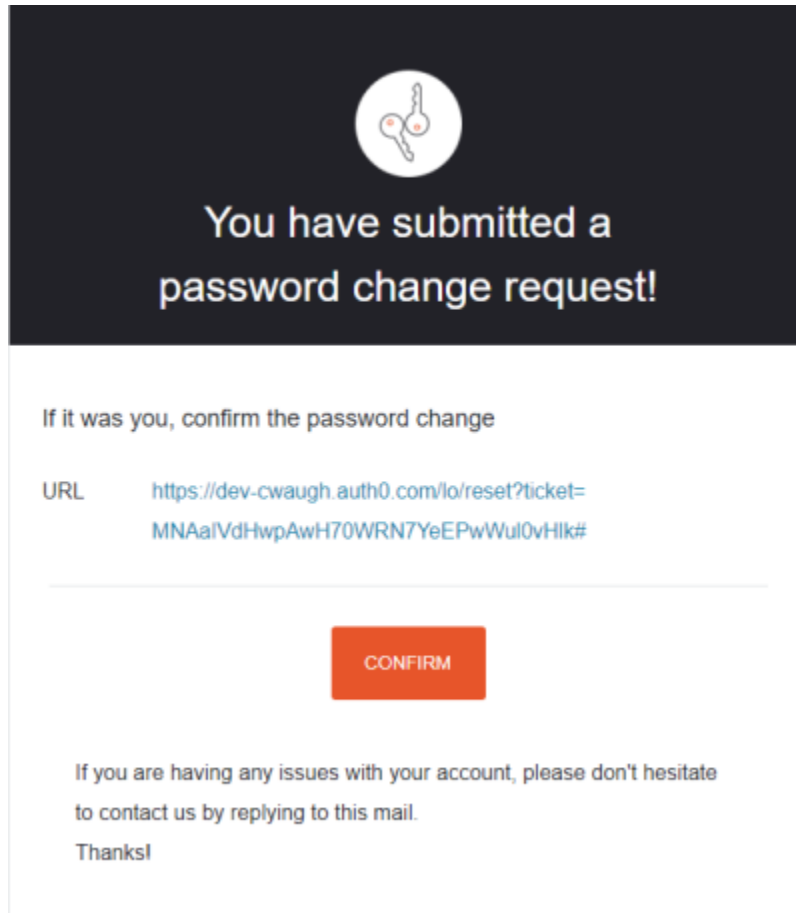 You have submitted a
password change request!
If it was you, confirm the password change
URL https://dev-cwaugh.auth0.com/lo/reset?ticket=
MNAaIVdHwpAwH70WRN7YeEPwWul0vHlk#
CONFIRM
If you are having any issues with your account, please don't hesitate
to contact us by replying to this mail.
Thanks!